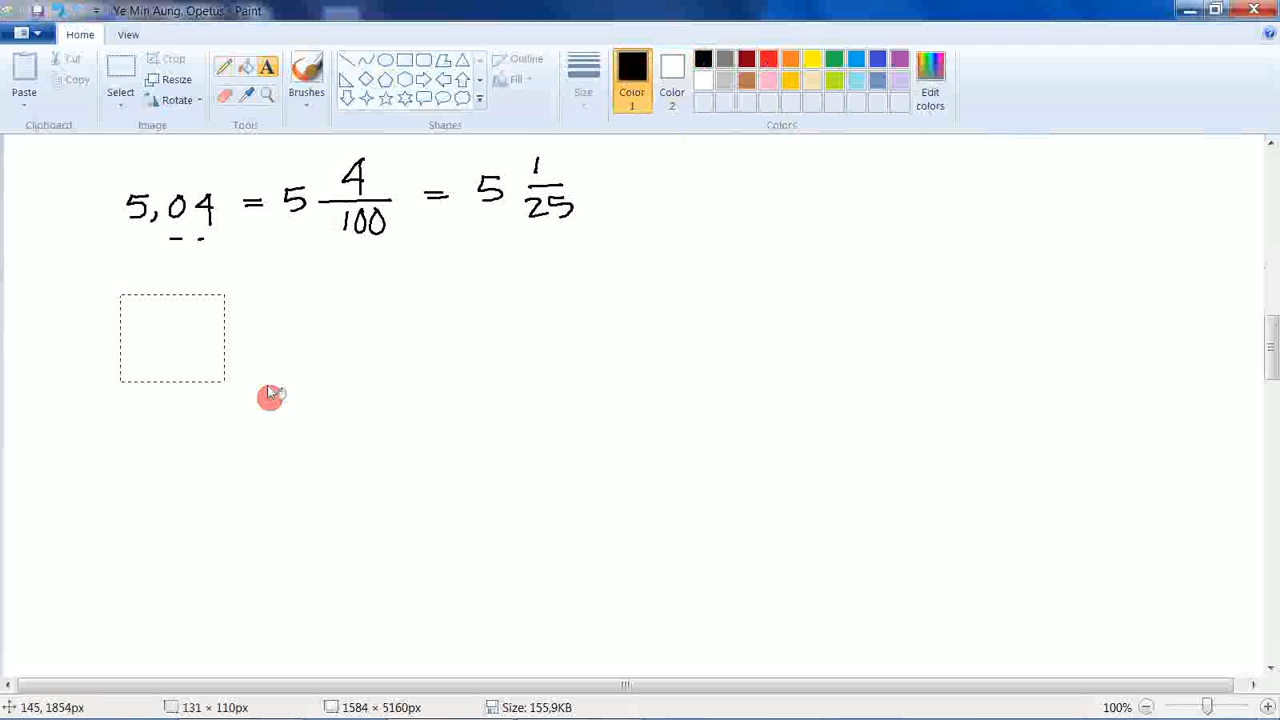 Ye Min Aung, Opetus - Paint
Home View
Paste Cut Copy
Select Crop Resize Rotate
Brushes
Outline
Fill
Size
Color 1
Color 2
Edit colors
Clipboard Image Tools Shapes Colors
5,04 = 5 4/100 = 5 1/25
145, 1854px 131 × 110px 1584 × 5160px Size: 155,9KB 100%